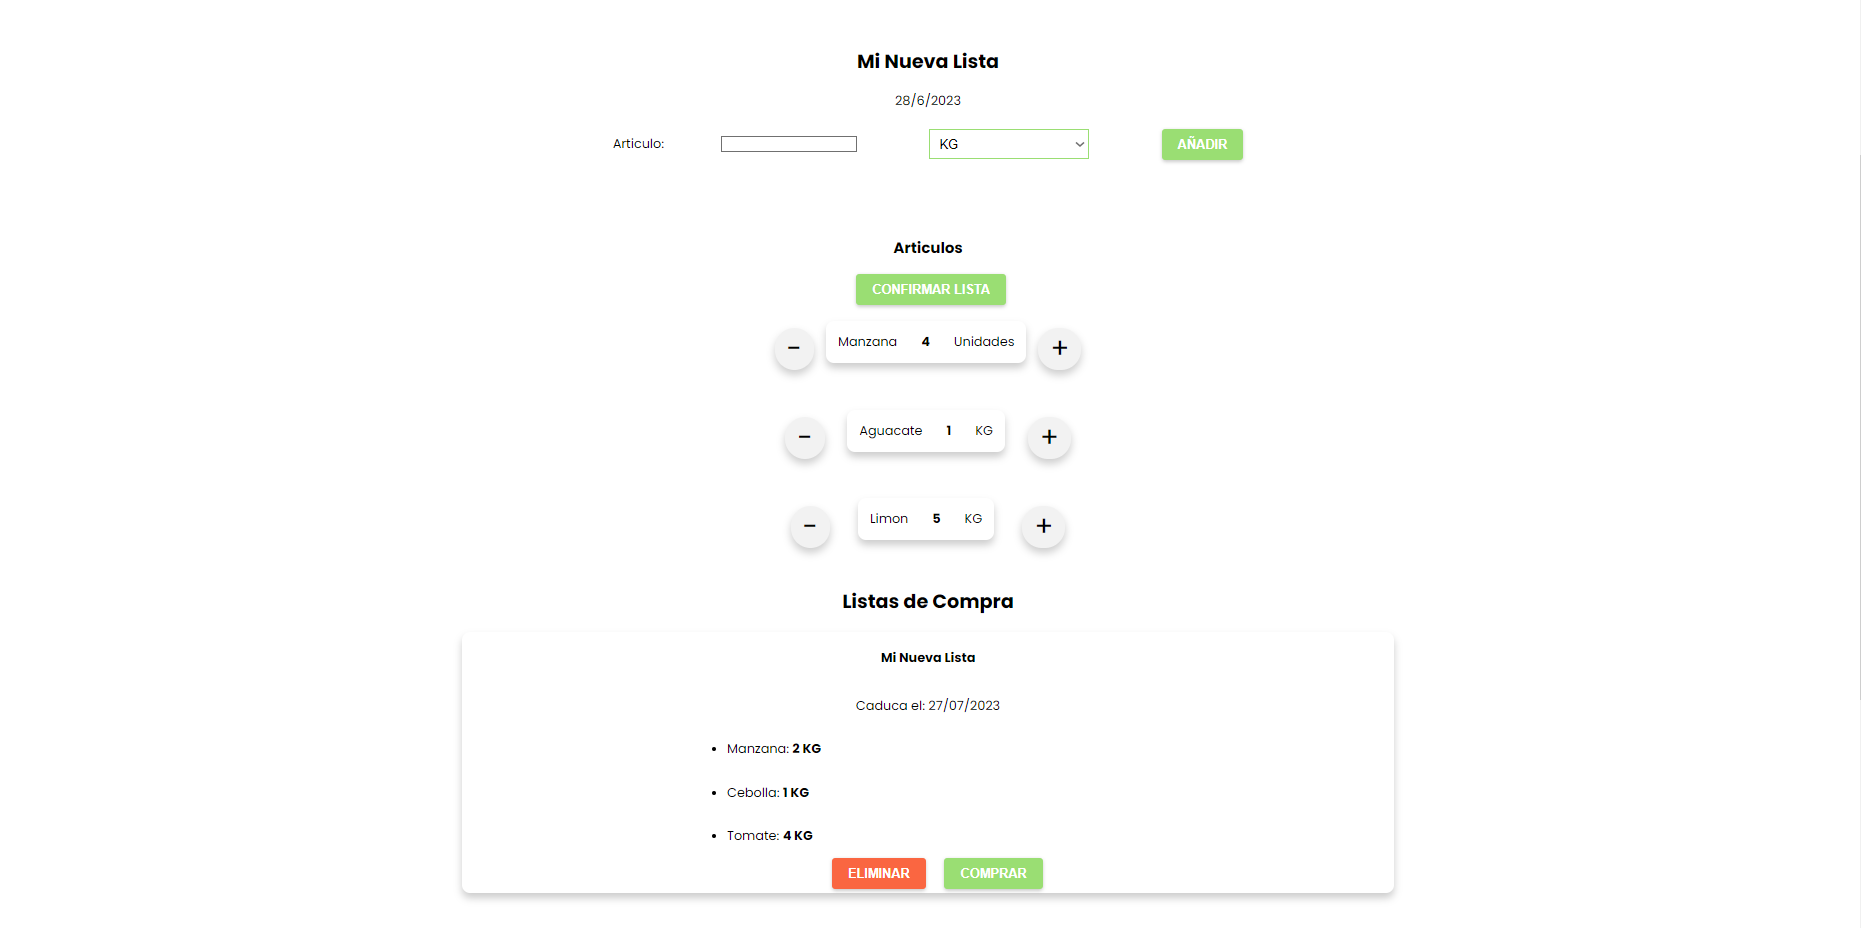 Mi Nueva Lista
28/6/2023
Articulo: KG AÑADIR
Articulos
CONFIRMAR LISTA
- Manzana 4 Unidades +
- Aguacate 1 KG +
- Limon 5 KG +
Listas de Compra
Mi Nueva Lista
Caduca el: 27/07/2023
• Manzana: 2 KG
• Cebolla: 1 KG
• Tomate: 4 KG
ELIMINAR COMPRAR